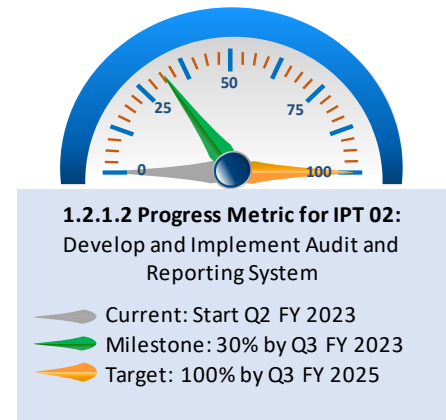 50
25
75
0
100
1.2.1.2 Progress Metric for IPT 02:
Develop and Implement Audit and
Reporting System
Current: Start Q2 FY 2023
Milestone: 30% by Q3 FY 2023
Target: 100% by Q3 FY 2025